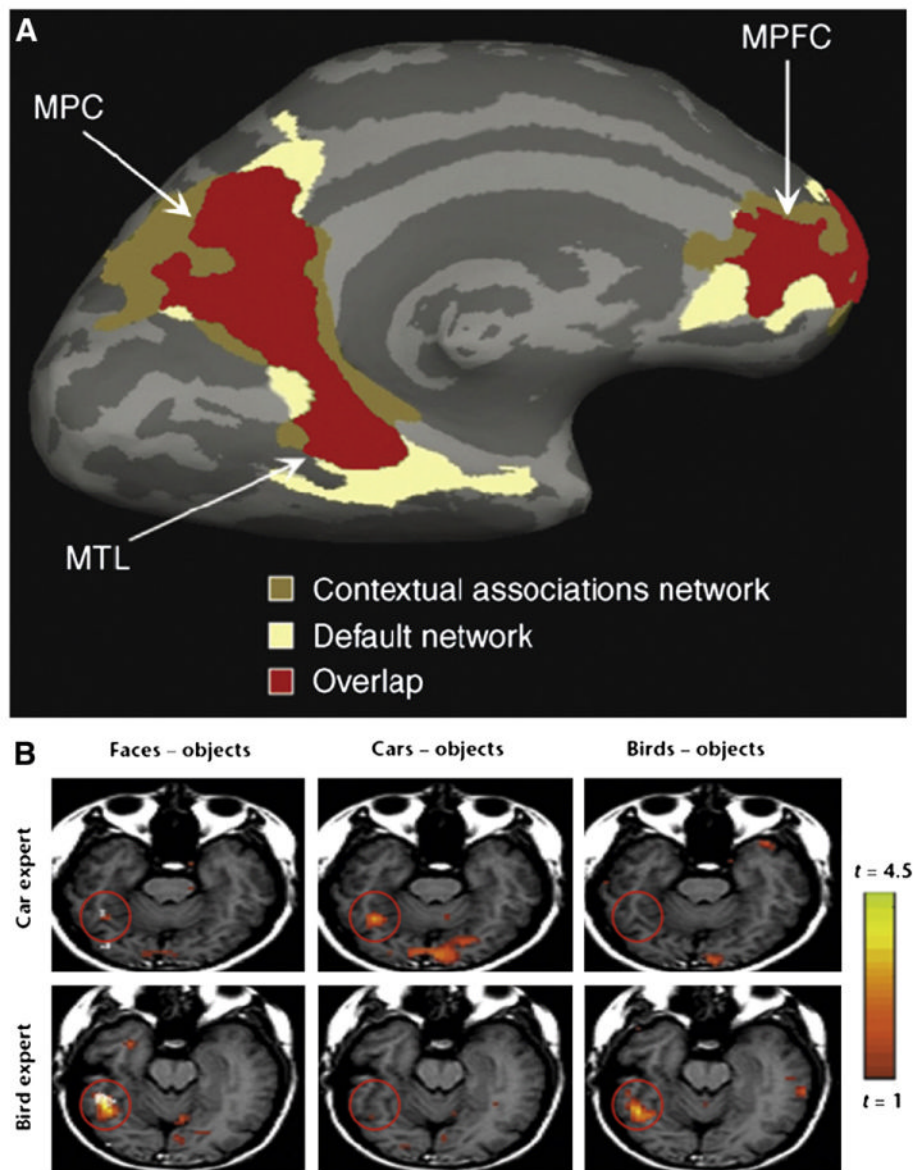 A
MPC
MPFC
MTL
Contextual associations network
Default network
Overlap
B
Faces – objects
Cars – objects
Birds – objects
Car expert
Bird expert
t = 4.5
t = 1